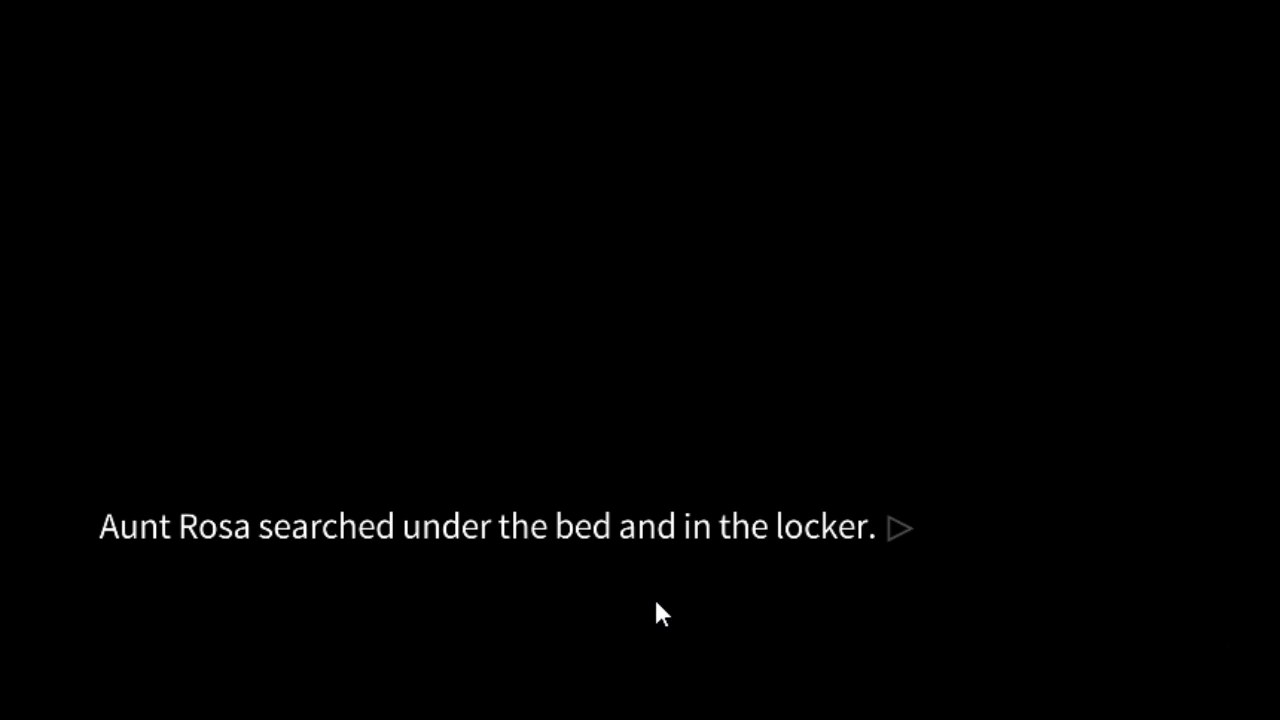 Aunt Rosa searched under the bed and in the locker.